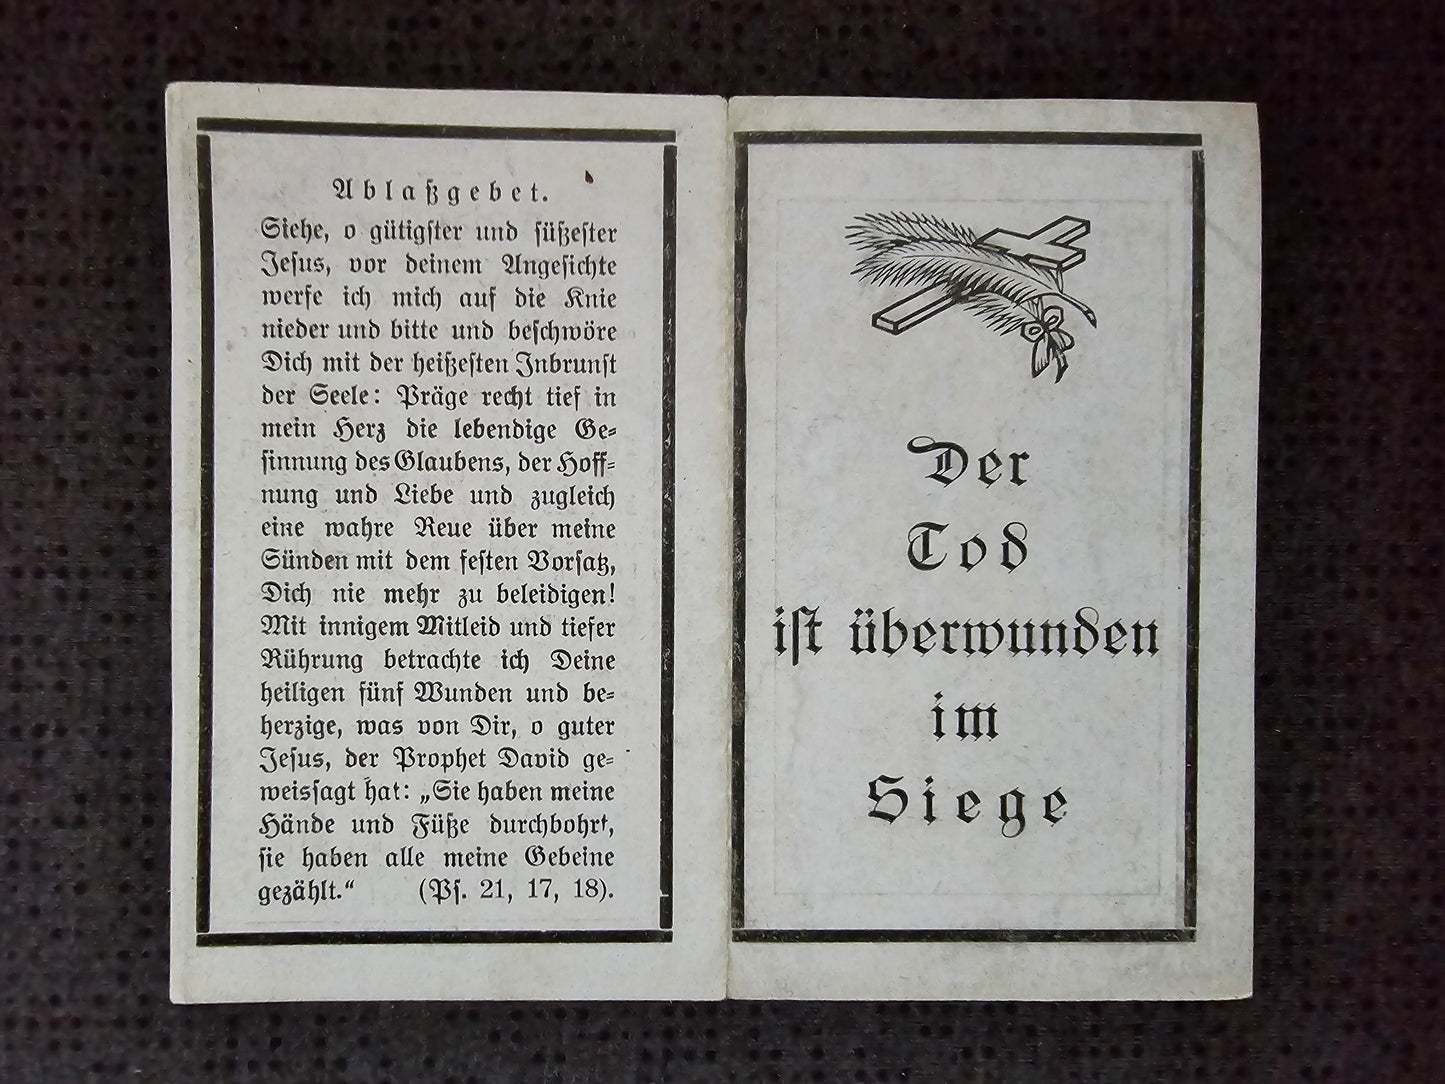 Ablaßgebet.
Siehe, o gütigster und süßester
Jesus, vor deinem Angesichte
werfe ich mich auf die Knie
nieder und bitte und beschwöre
Dich mit der heißesten Inbrunst
der Seele: Präge recht tief in
mein Herz die lebendige Ge-
sinnung des Glaubens, der Hoff-
nung und Liebe und zugleich
eine wahre Reue über meine
Sünden mit dem festen Vorsatz,
Dich nie mehr zu beleidigen!
Mit innigem Mitleid und tiefer
Rührung betrachte ich Deine
heiligen fünf Wunden und be-
herzige, was von Dir, o guter
Jesus, der Prophet David ge-
weissagt hat: „Sie haben meine
Hände und Füße durchbohrt,
sie haben alle meine Gebeine
gezählt.“ (Ps. 21, 17, 18).
Der
Tod
ist überwunden
im
Siege